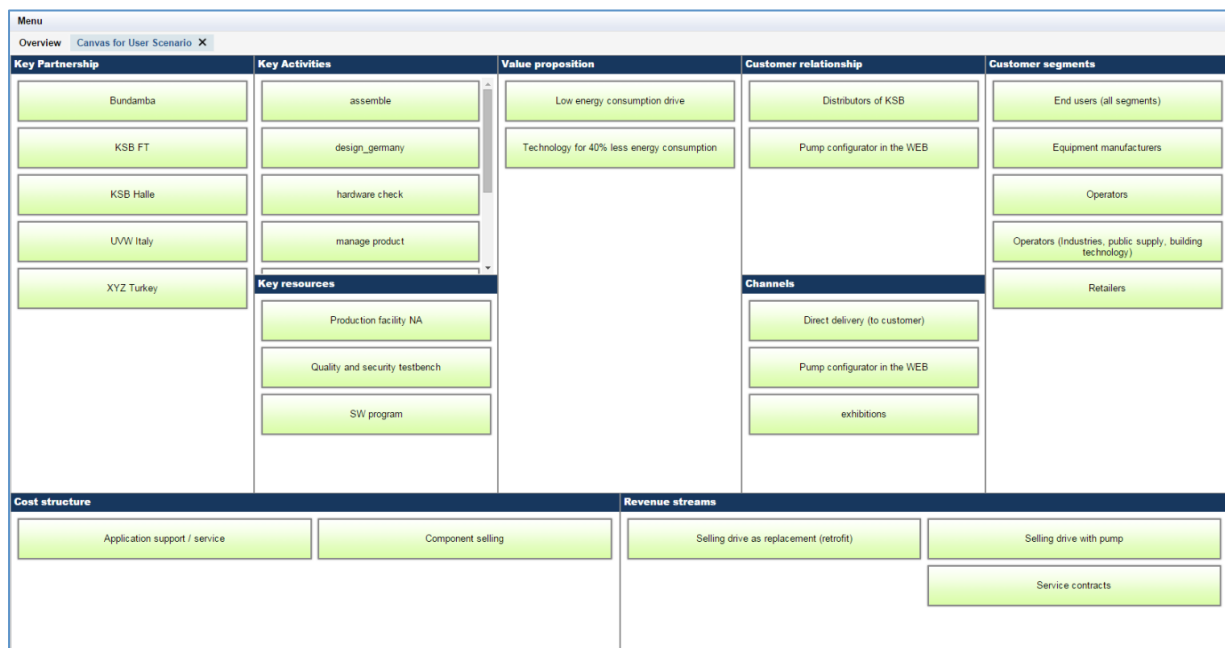 Menu
Overview
Canvas for User Scenario X
Key Partnership
Bundamba
KSB FT
KSB Halle
UVW Italy
XYZ Turkey
Key Activities
assemble
design_germany
hardware check
manage product
Key resources
Production facility NA
Quality and security testbench
SW program
Value proposition
Low energy consumption drive
Technology for 40% less energy consumption
Customer relationship
Distributors of KSB
Pump configurator in the WEB
Channels
Direct delivery (to customer)
Pump configurator in the WEB
exhibitions
Customer segments
End users (all segments)
Equipment manufacturers
Operators
Operators (Industries, public supply, building
technology)
Retailers
Cost structure
Application support / service
Component selling
Revenue streams
Selling drive as replacement (retrofit)
Selling drive with pump
Service contracts